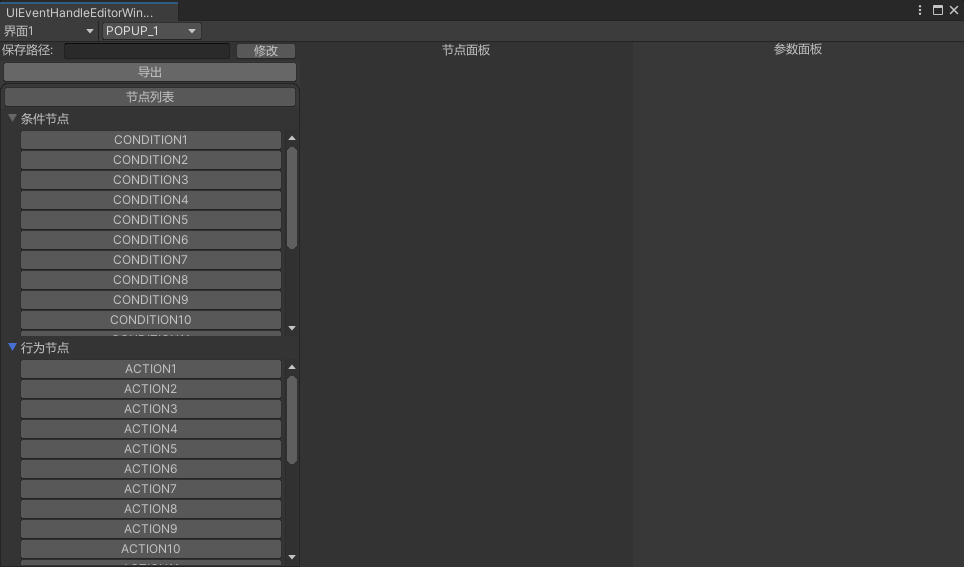 UIEventHandleEditorWin...
界面1 POPUP_1
保存路径: 修改
导出
节点列表
条件节点
CONDITION1
CONDITION2
CONDITION3
CONDITION4
CONDITION5
CONDITION6
CONDITION7
CONDITION8
CONDITION9
CONDITION10
行为节点
ACTION1
ACTION2
ACTION3
ACTION4
ACTION5
ACTION6
ACTION7
ACTION8
ACTION9
ACTION10
节点面板
参数面板